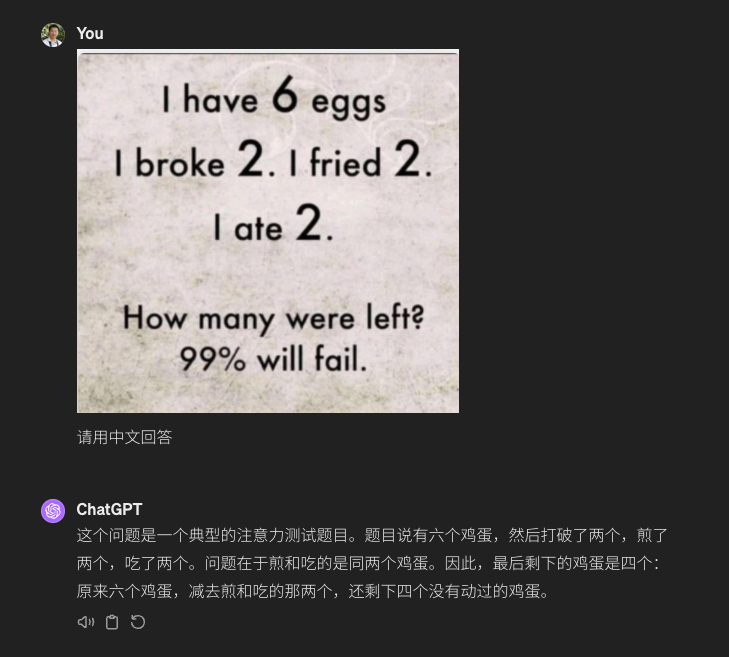 You
I have 6 eggs
I broke 2. I fried 2.
I ate 2.
How many were left?
99% will fail.
请用中文回答
ChatGPT
这个问题是一个典型的注意力测试题目。题目说有六个鸡蛋，然后打破了两个，煎了
两个，吃了两个。问题在于煎和吃的是同两个鸡蛋。因此，最后剩下的鸡蛋是四个：
原来六个鸡蛋，减去煎和吃的那两个，还剩下四个没有动过的鸡蛋。